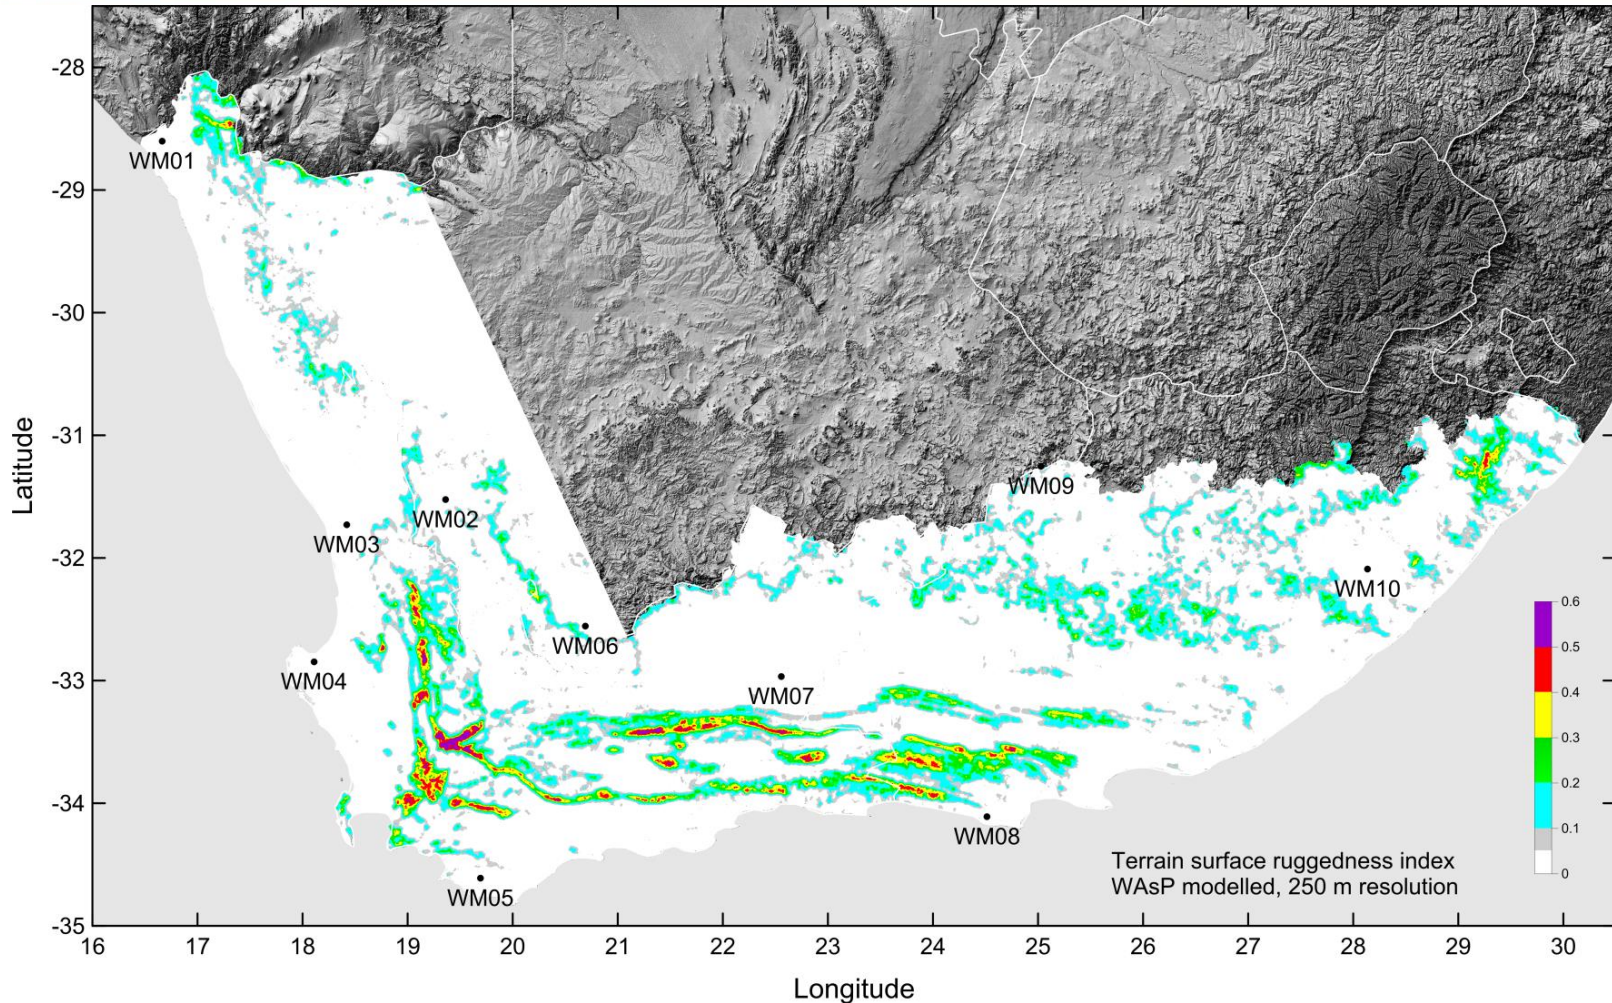 -28
-29
-30
-31
-32
-33
-34
-35
Latitude
WM01
WM02
WM03
WM04
WM05
WM06
WM07
WM08
WM09
WM10
0.6
0.5
0.4
0.3
0.2
0.1
0
Terrain surface ruggedness index
WAsP modelled, 250 m resolution
16 17 18 19 20 21 22 23 24 25 26 27 28 29 30
Longitude